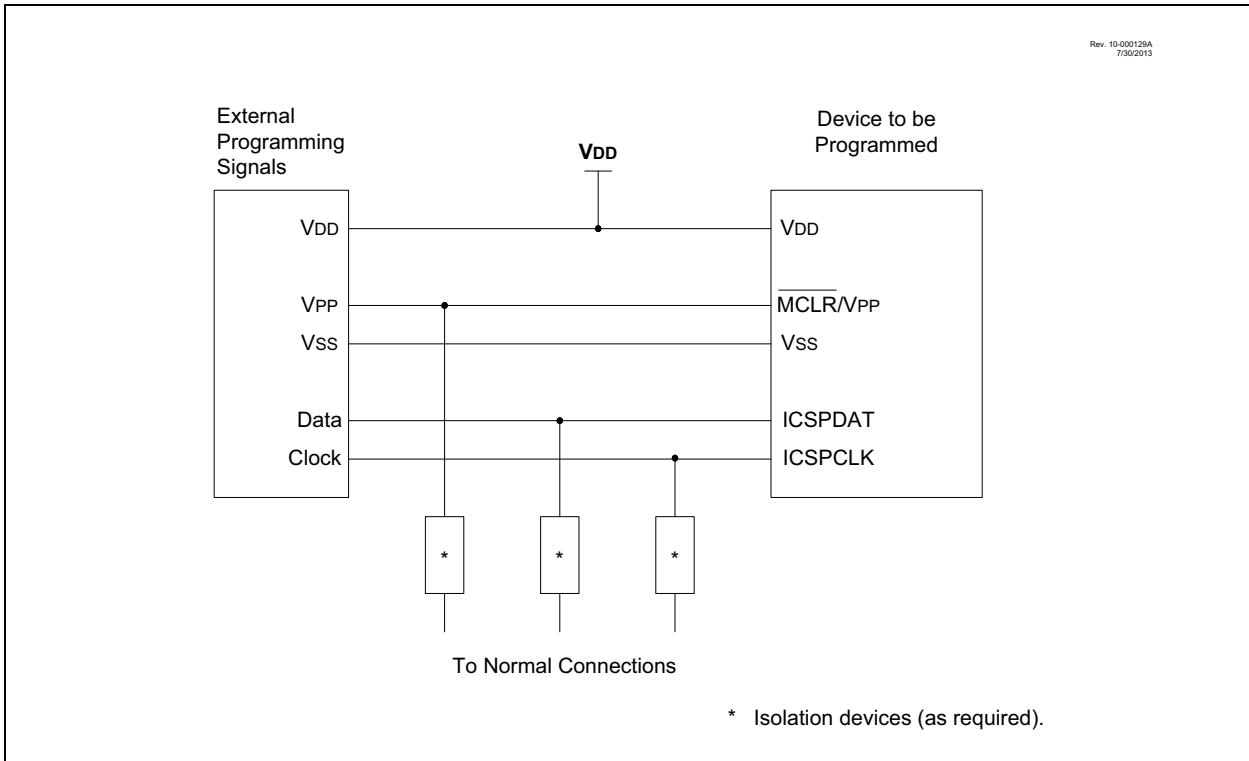 Rev. 10-000129A
7/30/2013
External
Programming
Signals
Device to be
Programmed
VDD
VDD
VDD
VPP
MCLR/VPP
VSS
VSS
Data
ICSPDAT
Clock
ICSPCLK
*
*
*
To Normal Connections
* Isolation devices (as required).